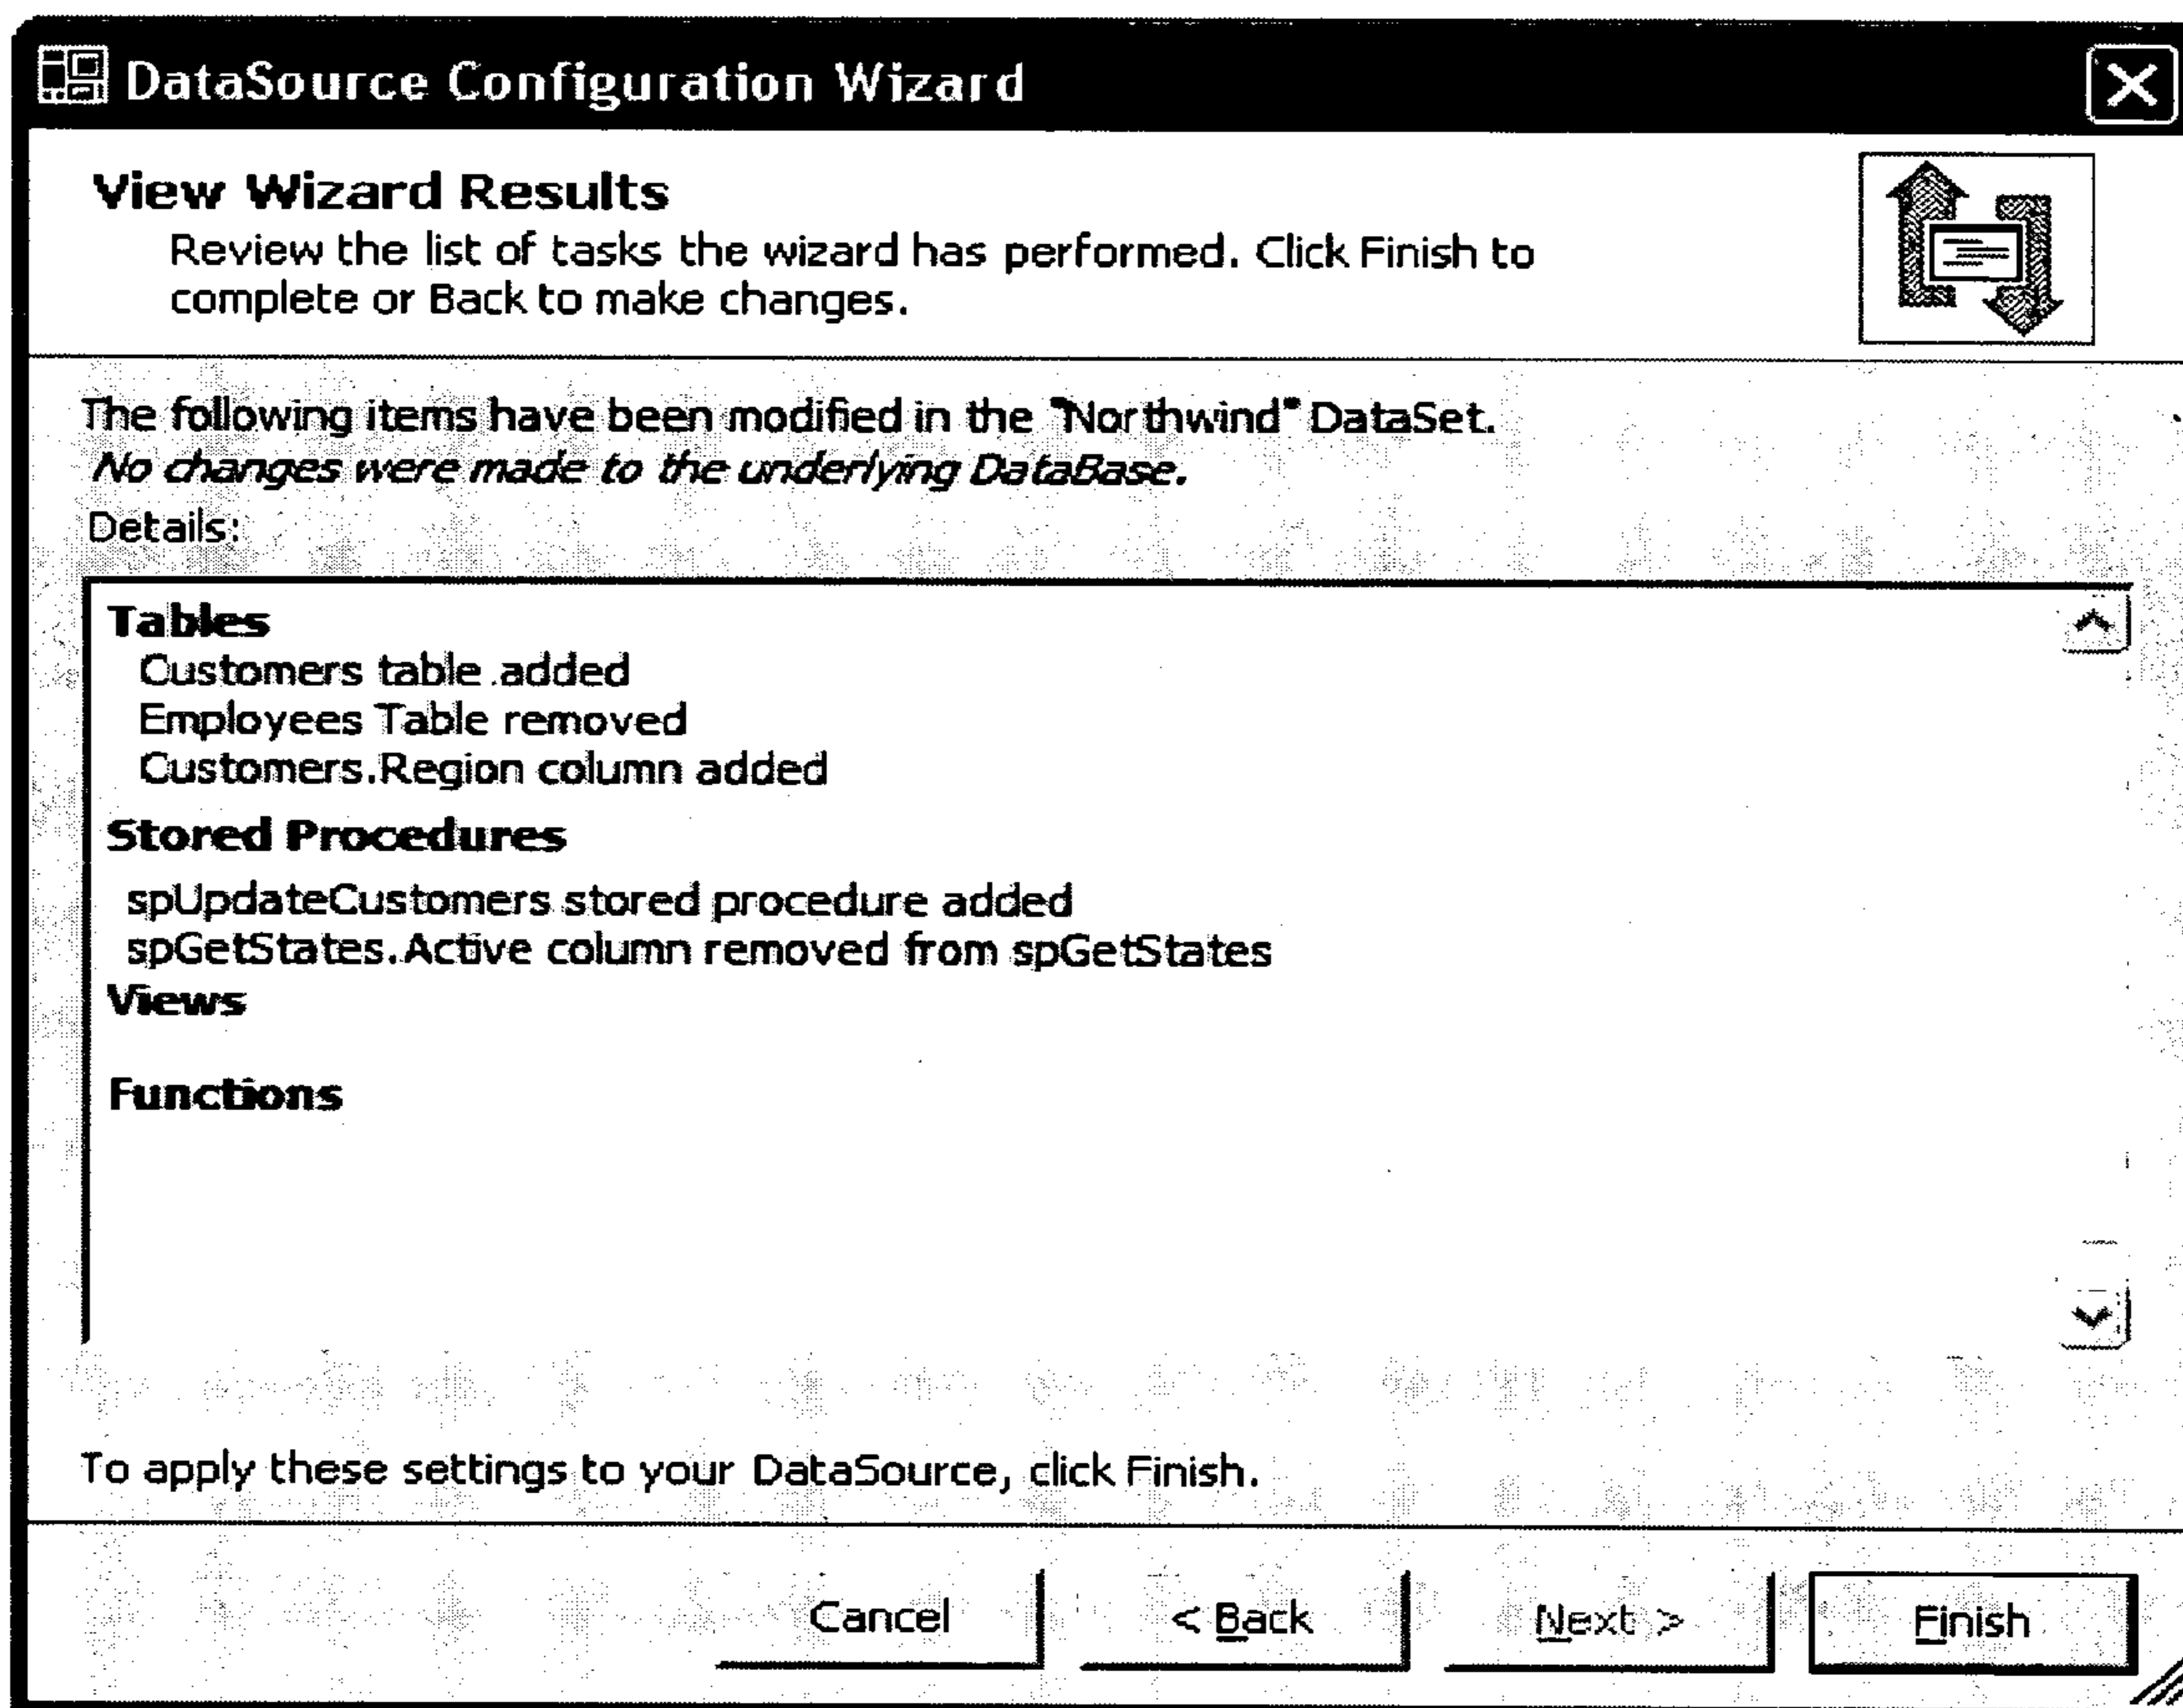 DataSource Configuration Wizard
View Wizard Results
Review the list of tasks the wizard has performed. Click Finish to
complete or Back to make changes.
The following items have been modified in the "Northwind" DataSet.
No changes were made to the underlying DataBase.
Details:
Tables
Customers table added
Employees Table removed
Customers.Region column added
Stored Procedures
spUpdateCustomers stored procedure added
spGetStates.Active column removed from spGetStates
Views
Functions
To apply these settings to your DataSource, click Finish.
Cancel < Back Next > Finish